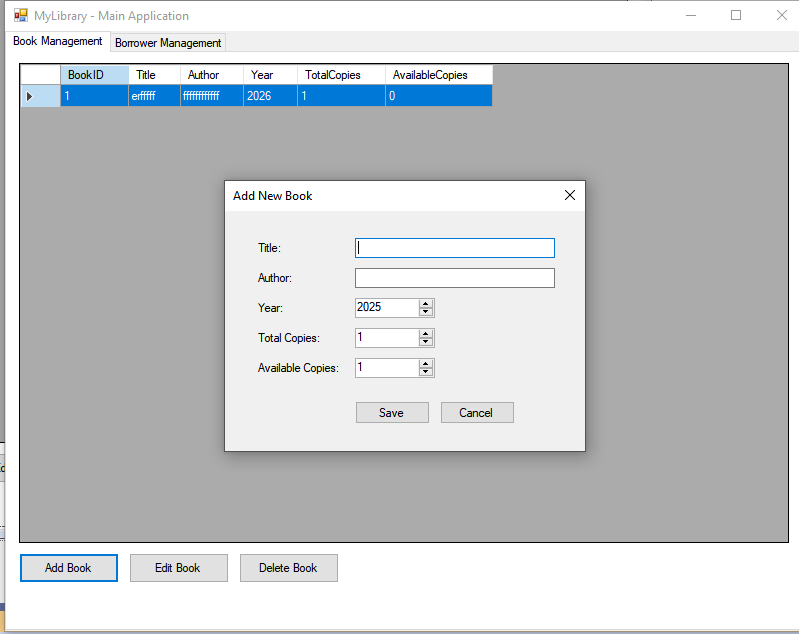 MyLibrary - Main Application
Book Management Borrower Management
BookID Title Author Year TotalCopies AvailableCopies
1 erfffff fffffffffff 2026 1 0
Add New Book
Title:
Author:
Year: 2025
Total Copies: 1
Available Copies: 1
Save Cancel
Add Book Edit Book Delete Book